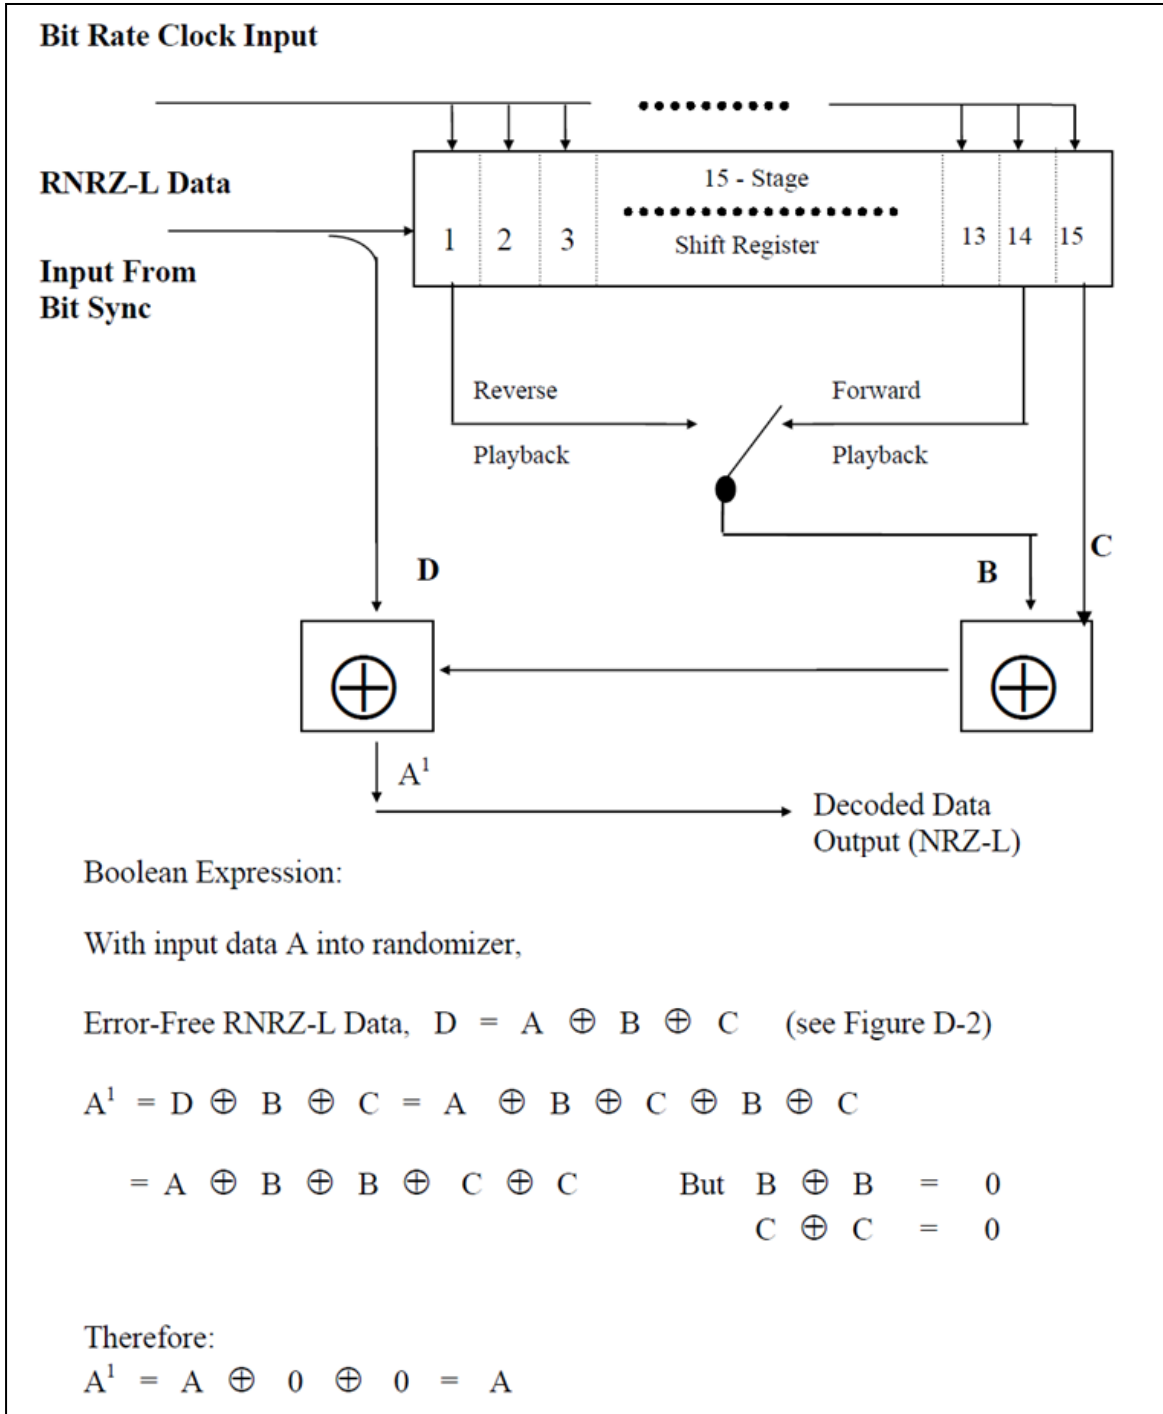 Bit Rate Clock Input
RNRZ-L Data
Input From
Bit Sync
15 - Stage
Shift Register
1 2 3 13 14 15
Reverse
Playback
Forward
Playback
D
B
C
A¹
Decoded Data
Output (NRZ-L)
Boolean Expression:
With input data A into randomizer,
Error-Free RNRZ-L Data, D = A ⊕ B ⊕ C (see Figure D-2)
A¹ = D ⊕ B ⊕ C = A ⊕ B ⊕ C ⊕ B ⊕ C
= A ⊕ B ⊕ B ⊕ C ⊕ C But B ⊕ B = 0
C ⊕ C = 0
Therefore:
A¹ = A ⊕ 0 ⊕ 0 = A